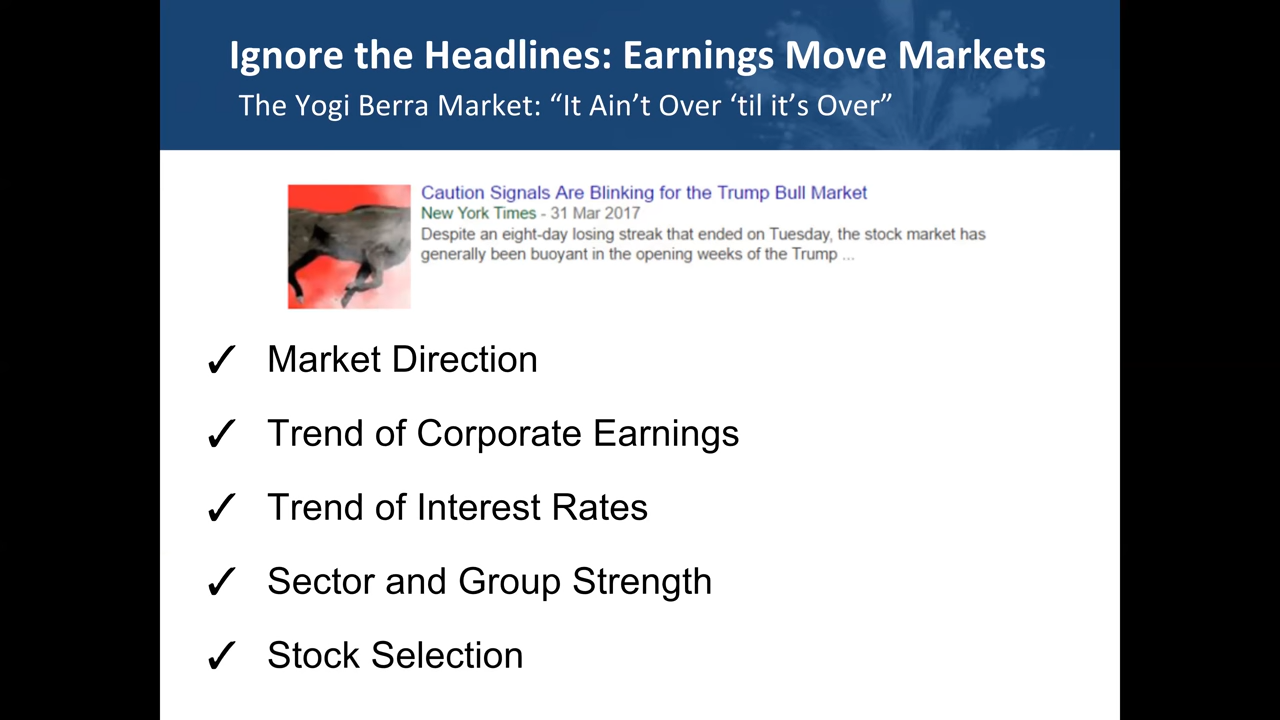 Ignore the Headlines: Earnings Move Markets
The Yogi Berra Market: “It Ain’t Over ‘til it’s Over”
Caution Signals Are Blinking for the Trump Bull Market
New York Times - 31 Mar 2017
Despite an eight-day losing streak that ended on Tuesday, the stock market has
generally been buoyant in the opening weeks of the Trump ...
✓ Market Direction
✓ Trend of Corporate Earnings
✓ Trend of Interest Rates
✓ Sector and Group Strength
✓ Stock Selection